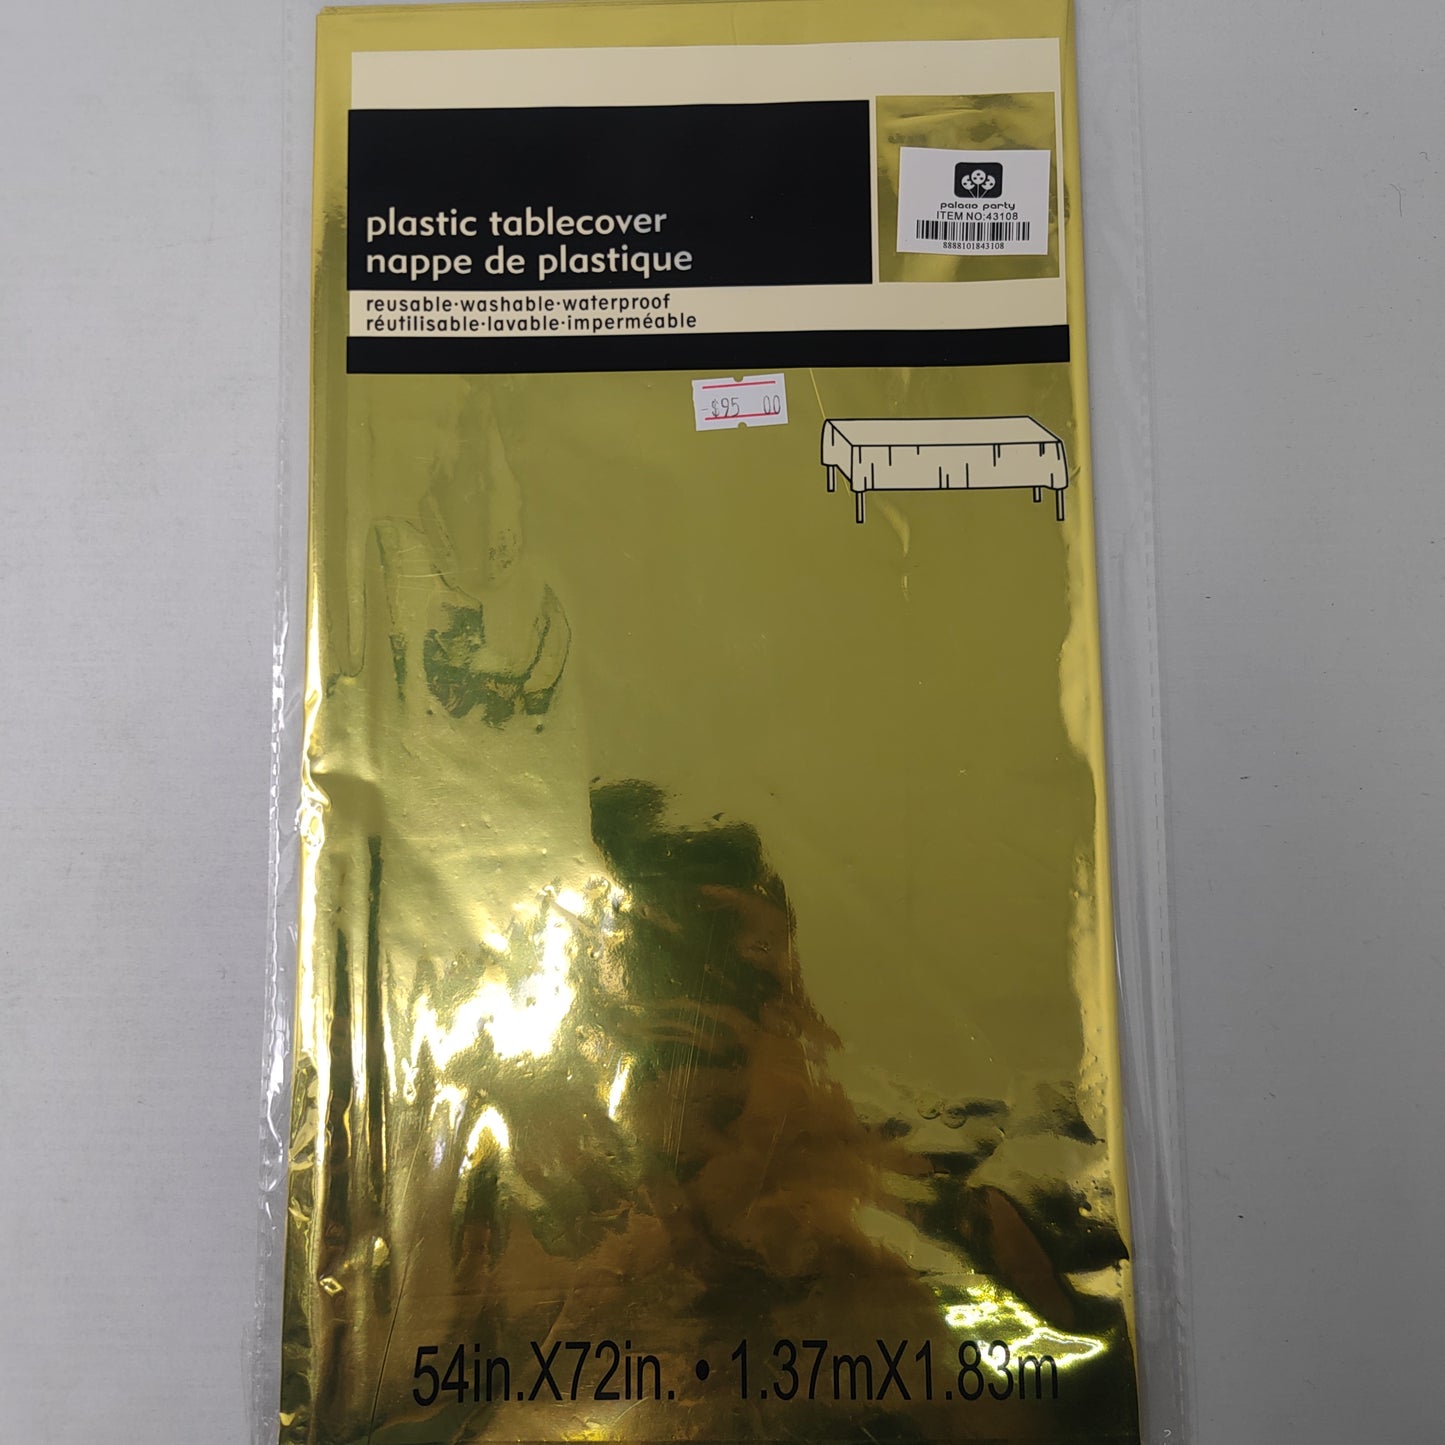 plastic tablecover
nappe de plastique
reusable·washable·waterproof
réutilisable·lavable·imperméable
palacio party
ITEM NO:43108
8888101843108
-$95 00
54in.X72in. • 1.37mX1.83m